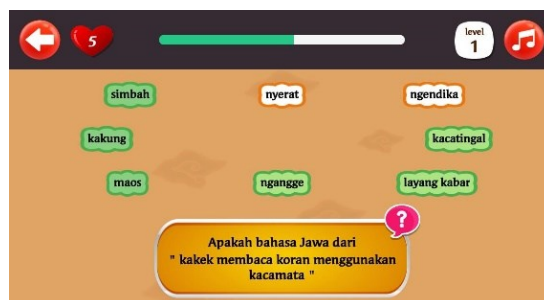 5
level
1
simbah nyerat ngendika
kakung kacatingal
maos ngangge layang kabar
?
Apakah bahasa Jawa dari
" kakek membaca koran menggunakan
kacamata "